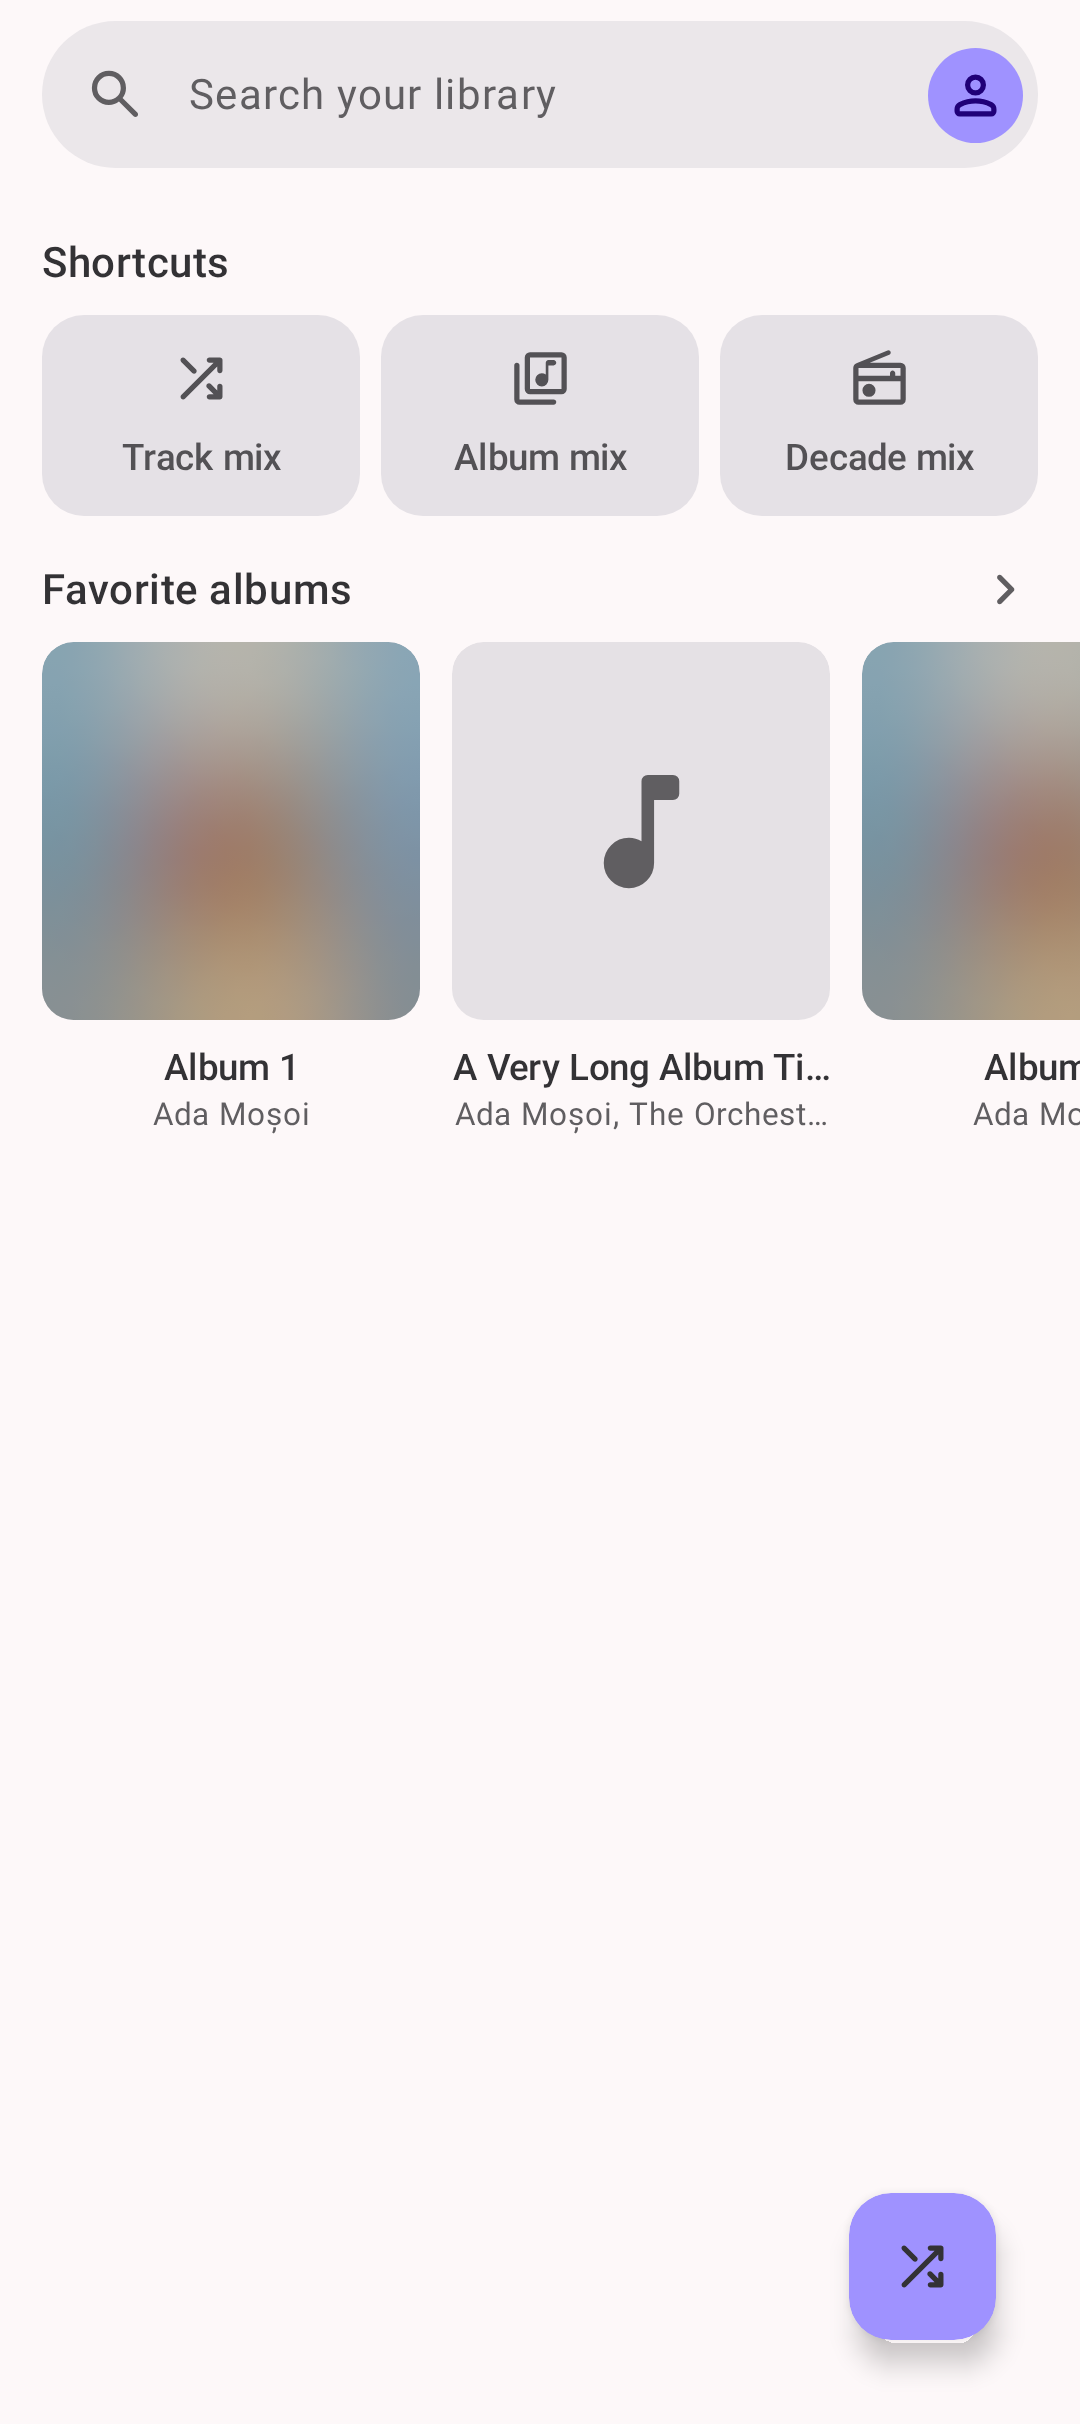 Search your library
Shortcuts
Track mix
Album mix
Decade mix
Favorite albums
Album 1
A Very Long Album Ti…
Album
Ada Moșoi
Ada Moșoi, The Orchest…
Ada Mo